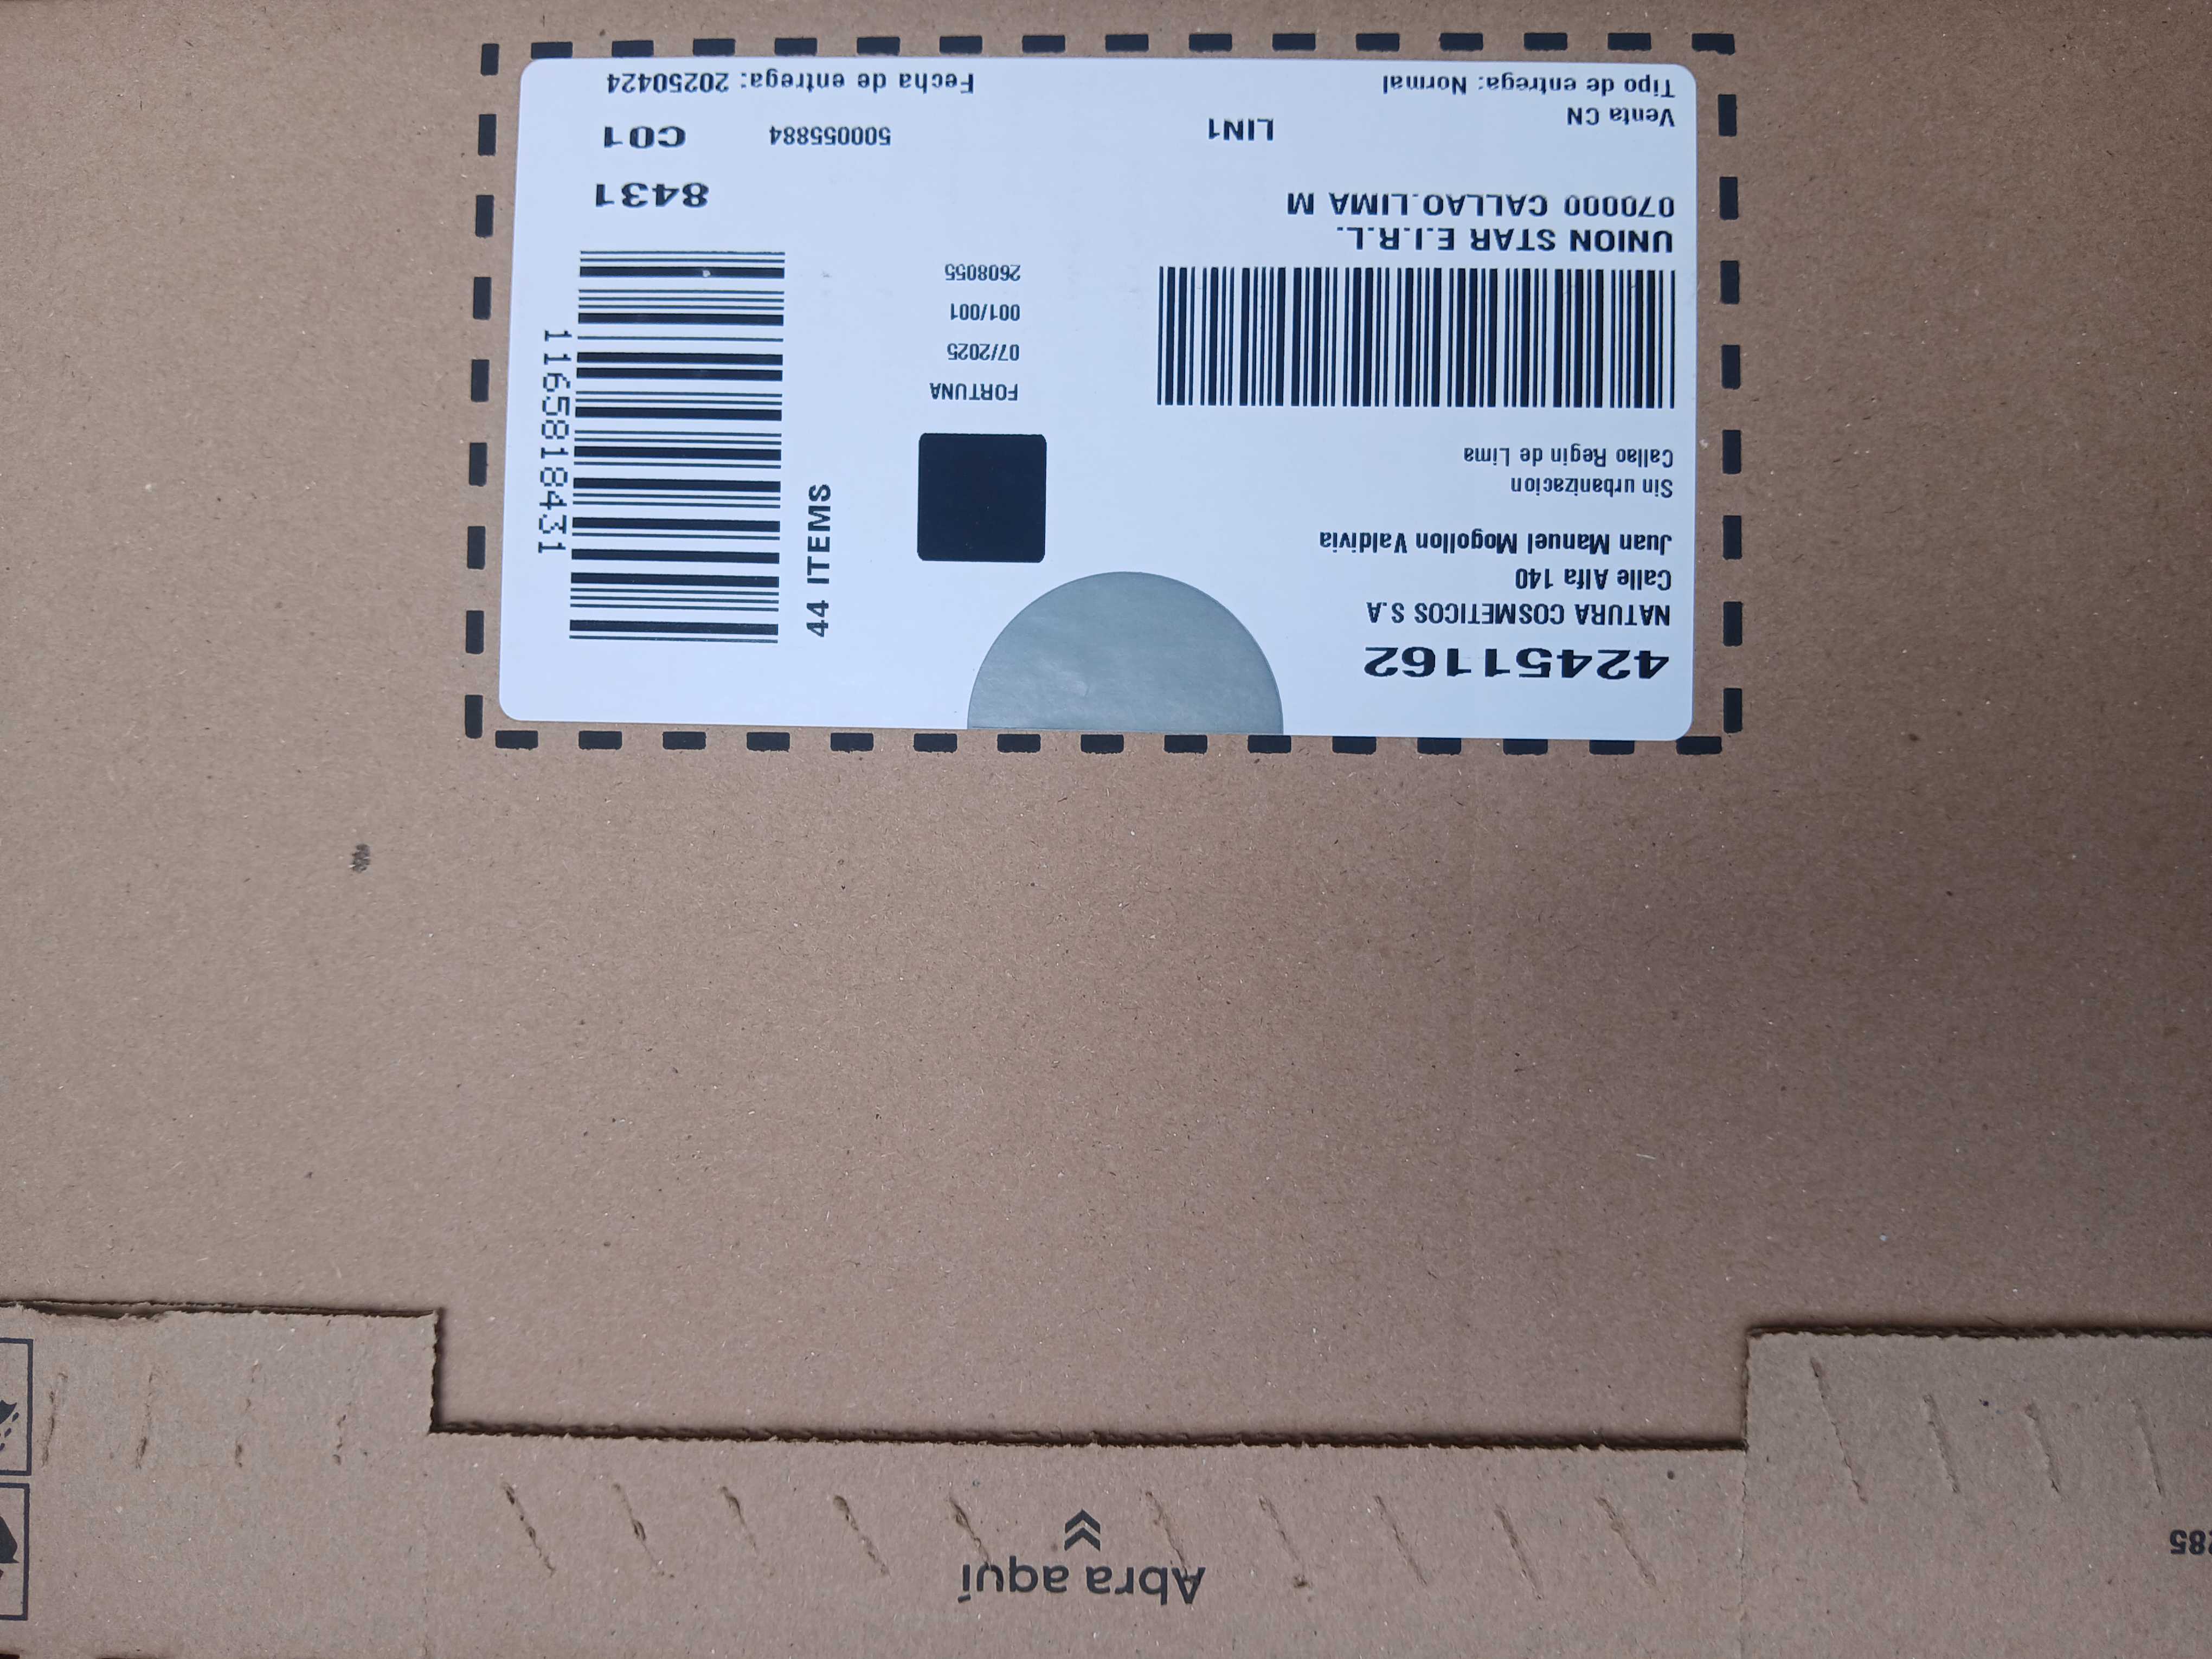 42451162
NATURA COSMETICOS S.A
Calle Alfa 140
Juan Manuel Mogollon Valdivia
Sin urbanizacion
Callao Regin de Lima
UNION STAR E.I.R.L.
070000 CALLAO.LIMA M
Venta CN
Tipo de entrega: Normal
LIN1
FORTUNA
07/2025
001/001
2608055
44 ITEMS
1165818431
8431
500055884
C01
Fecha de entrega: 20250424
Abra aquí